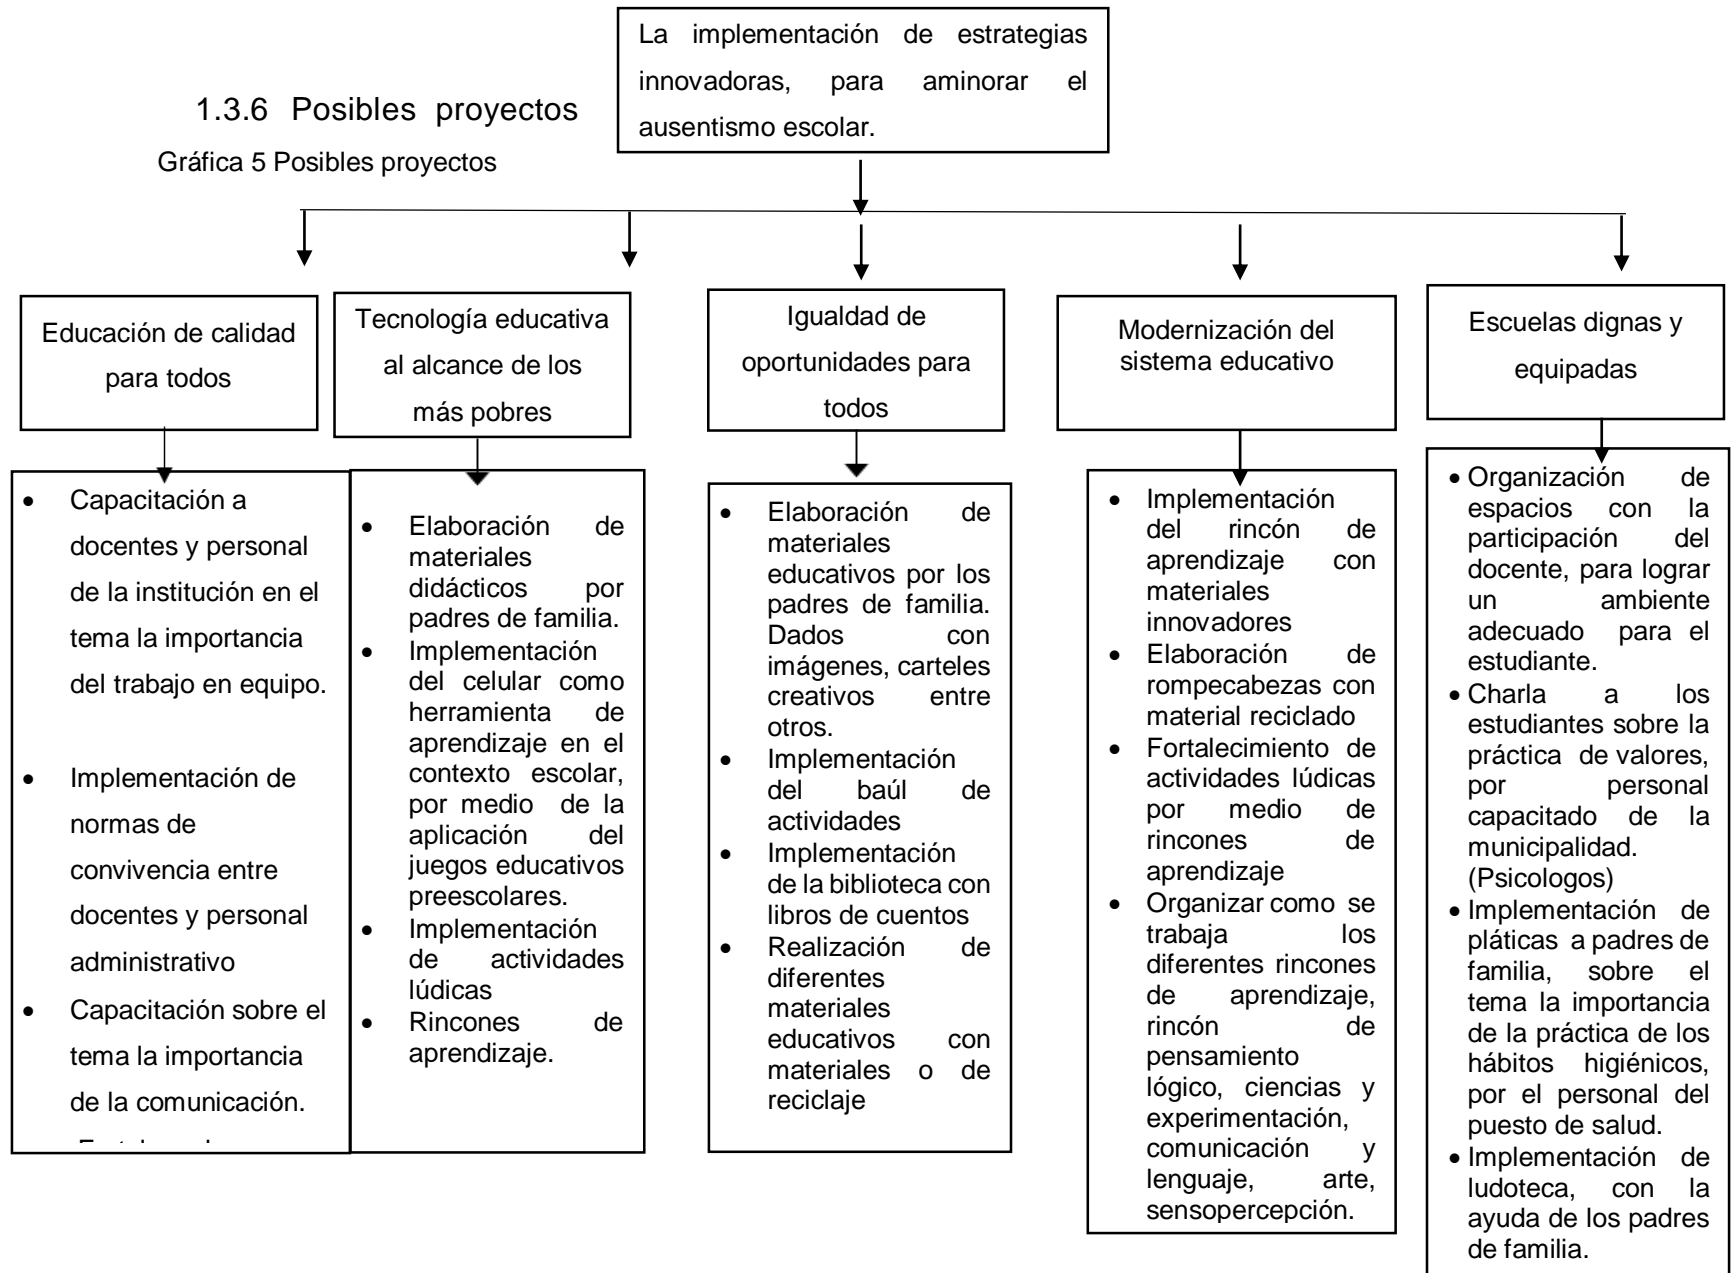 La implementación de estrategias
innovadoras, para aminorar el
ausentismo escolar.
1.3.6 Posibles proyectos
Gráfica 5 Posibles proyectos
Educación de calidad
para todos
Tecnología educativa
al alcance de los
más pobres
Igualdad de
oportunidades para
todos
Modernización del
sistema educativo
Escuelas dignas y
equipadas
• Capacitación a
docentes y personal
de la institución en el
tema la importancia
del trabajo en equipo.
• Implementación de
normas de
convivencia entre
docentes y personal
administrativo
• Capacitación sobre el
tema la importancia
de la comunicación.
• Elaboración de
materiales
didácticos por
padres de familia.
• Implementación
del celular como
herramienta de
aprendizaje en el
contexto escolar,
por medio de la
aplicación del
juegos educativos
preescolares.
• Implementación
de actividades
lúdicas
• Rincones de
aprendizaje.
• Elaboración de
materiales
educativos por los
padres de familia.
Dados con
imágenes, carteles
creativos entre
otros.
• Implementación
del baúl de
actividades
• Implementación
de la biblioteca con
libros de cuentos
• Realización de
diferentes
materiales
educativos con
materiales o de
reciclaje
• Implementación
del rincón de
aprendizaje con
materiales
innovadores
• Elaboración de
rompecabezas con
material reciclado
• Fortalecimiento de
actividades lúdicas
por medio de
rincones de
aprendizaje
• Organizar como se
trabaja los
diferentes rincones
de aprendizaje,
rincón de
pensamiento
lógico, ciencias y
experimentación,
comunicación y
lenguaje, arte,
sensopercepción.
• Organización de
espacios con la
participación del
docente, para lograr
un ambiente
adecuado para el
estudiante.
• Charla a los
estudiantes sobre la
práctica de valores,
por personal
capacitado de la
municipalidad.
(Psicologos)
• Implementación de
pláticas a padres de
familia, sobre el
tema la importancia
de la práctica de los
hábitos higiénicos,
por el personal del
puesto de salud.
• Implementación de
ludoteca, con la
ayuda de los padres
de familia.